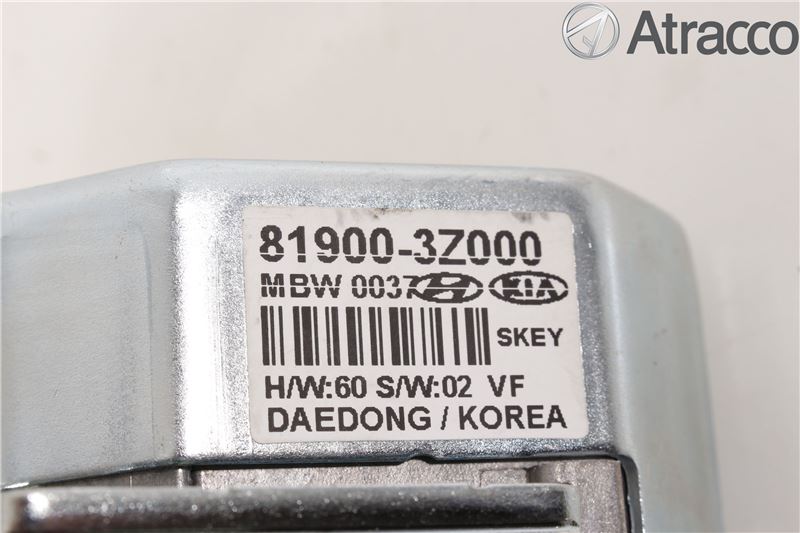 Atracco
81900-3Z000
MBW 0037
KIA
SKEY
H/W:60 S/W:02 VF
DAEDONG / KOREA